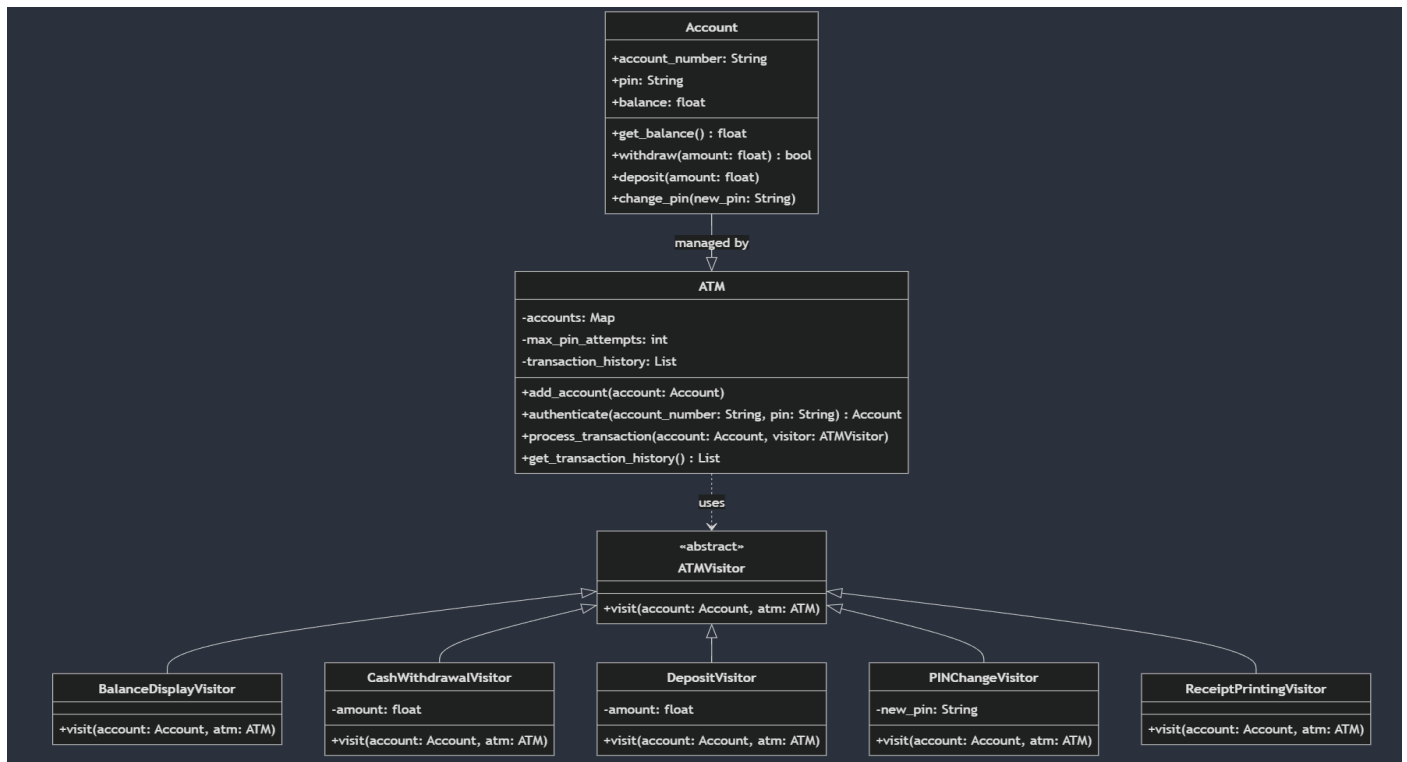 Account
+account_number: String
+pin: String
+balance: float
+get_balance() : float
+withdraw(amount: float) : bool
+deposit(amount: float)
+change_pin(new_pin: String)
managed by
ATM
-accounts: Map
-max_pin_attempts: int
-transaction_history: List
+add_account(account: Account)
+authenticate(account_number: String, pin: String) : Account
+process_transaction(account: Account, visitor: ATMVisitor)
+get_transaction_history() : List
uses
«abstract»
ATMVisitor
+visit(account: Account, atm: ATM)
BalanceDisplayVisitor
+visit(account: Account, atm: ATM)
CashWithdrawalVisitor
-amount: float
+visit(account: Account, atm: ATM)
DepositVisitor
-amount: float
+visit(account: Account, atm: ATM)
PINChangeVisitor
-new_pin: String
+visit(account: Account, atm: ATM)
ReceiptPrintingVisitor
+visit(account: Account, atm: ATM)